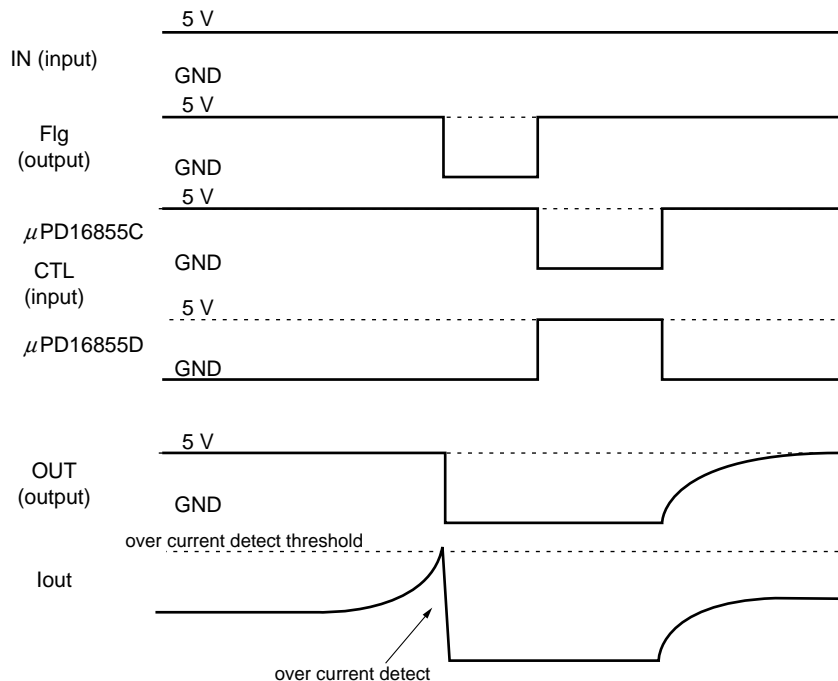 5 V
IN (input)
GND
5 V
Flg
(output)
GND
5 V
μPD16855C
GND
CTL
(input)
5 V
μPD16855D
GND
5 V
OUT
(output)
GND
over current detect threshold
Iout
over current detect